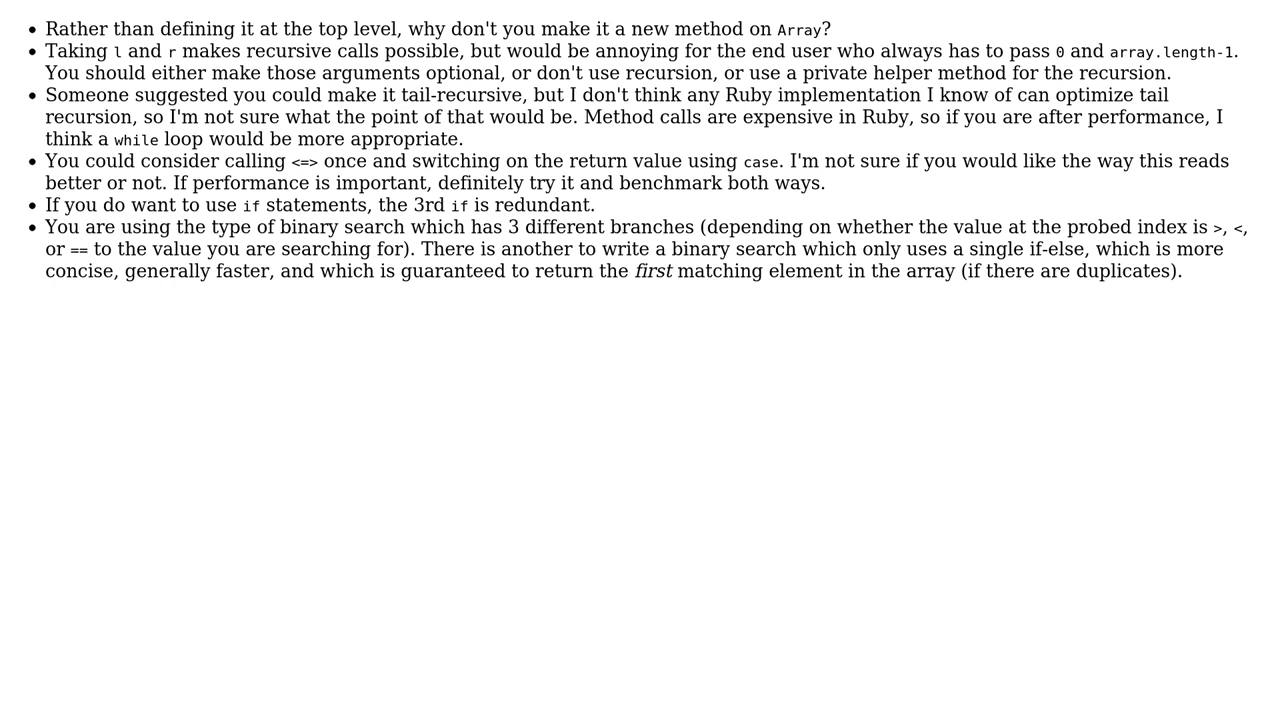 • Rather than defining it at the top level, why don't you make it a new method on Array?
• Taking l and r makes recursive calls possible, but would be annoying for the end user who always has to pass 0 and array.length-1.
You should either make those arguments optional, or don't use recursion, or use a private helper method for the recursion.
• Someone suggested you could make it tail-recursive, but I don't think any Ruby implementation I know of can optimize tail
recursion, so I'm not sure what the point of that would be. Method calls are expensive in Ruby, so if you are after performance, I
think a while loop would be more appropriate.
• You could consider calling <=> once and switching on the return value using case. I'm not sure if you would like the way this reads
better or not. If performance is important, definitely try it and benchmark both ways.
• If you do want to use if statements, the 3rd if is redundant.
• You are using the type of binary search which has 3 different branches (depending on whether the value at the probed index is >, <,
or == to the value you are searching for). There is another to write a binary search which only uses a single if-else, which is more
concise, generally faster, and which is guaranteed to return the first matching element in the array (if there are duplicates).